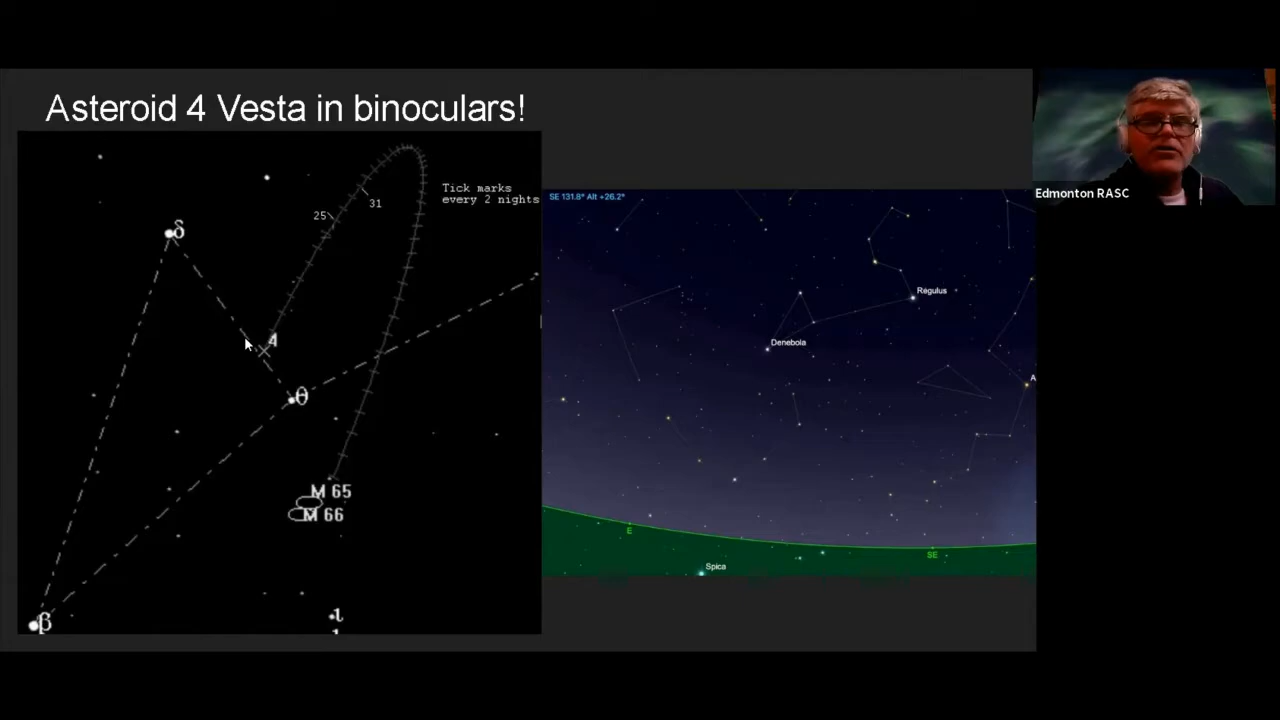 Asteroid 4 Vesta in binoculars!
Tick marks
every 2 nights
25
31
δ
4
θ
M 65
M 66
β
ι
SE 131.8° Alt +26.2°
Regulus
Denebola
A
E
SE
Spica
Edmonton RASC